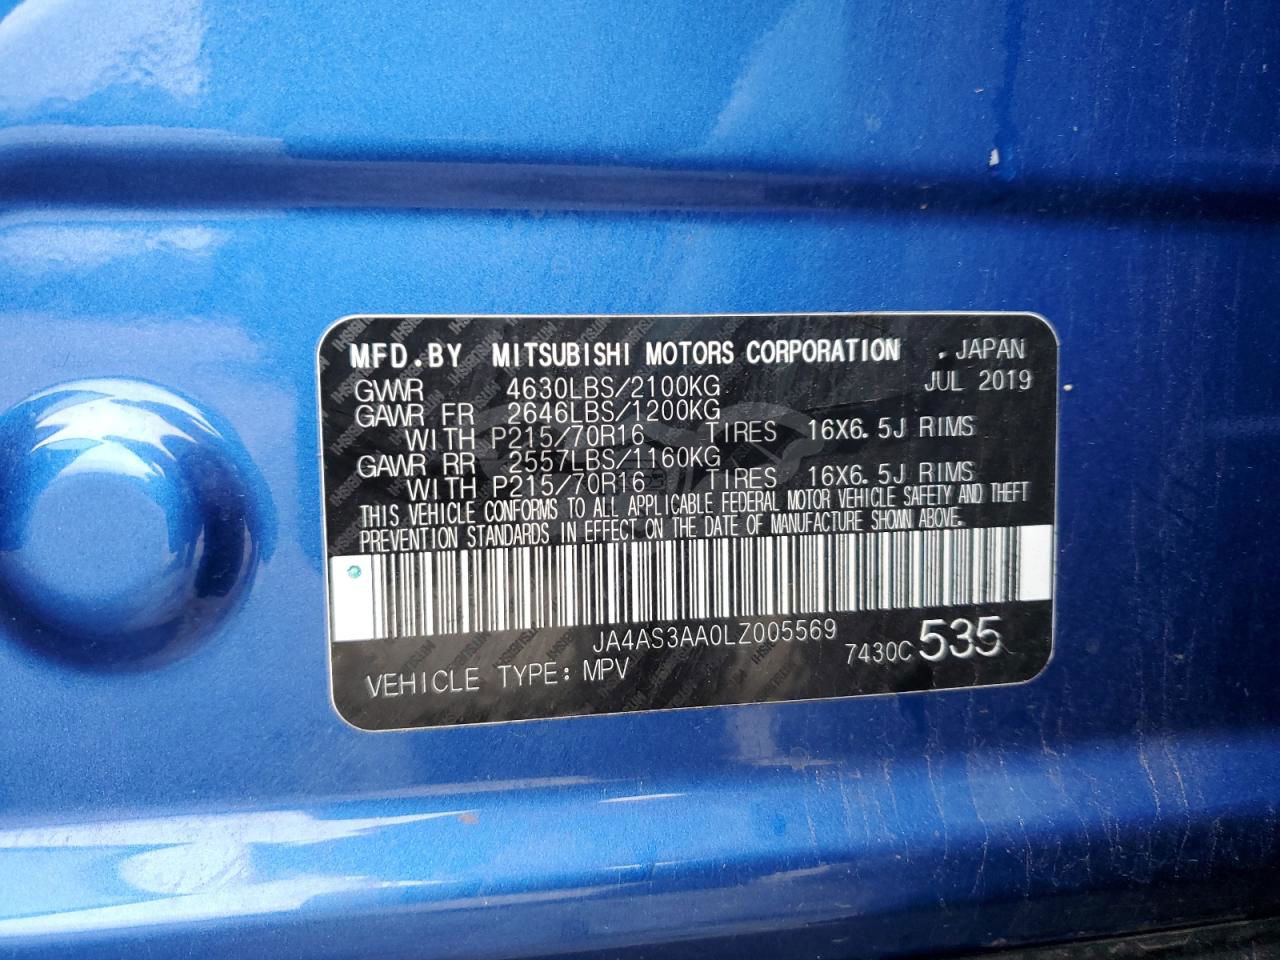 MFD.BY MITSUBISHI MOTORS CORPORATION . JAPAN
GVWR 4630LBS/2100KG JUL 2019
GAWR FR 2646LBS/1200KG
WITH P215/70R16 TIRES 16X6.5J RIMS
GAWR RR 2557LBS/1160KG
WITH P215/70R16 TIRES 16X6.5J RIMS
THIS VEHICLE CONFORMS TO ALL APPLICABLE FEDERAL MOTOR VEHICLE SAFETY AND THEFT
PREVENTION STANDARDS IN EFFECT ON THE DATE OF MANUFACTURE SHOWN ABOVE.
JA4AS3AA0LZ005569 7430C 535
VEHICLE TYPE: MPV